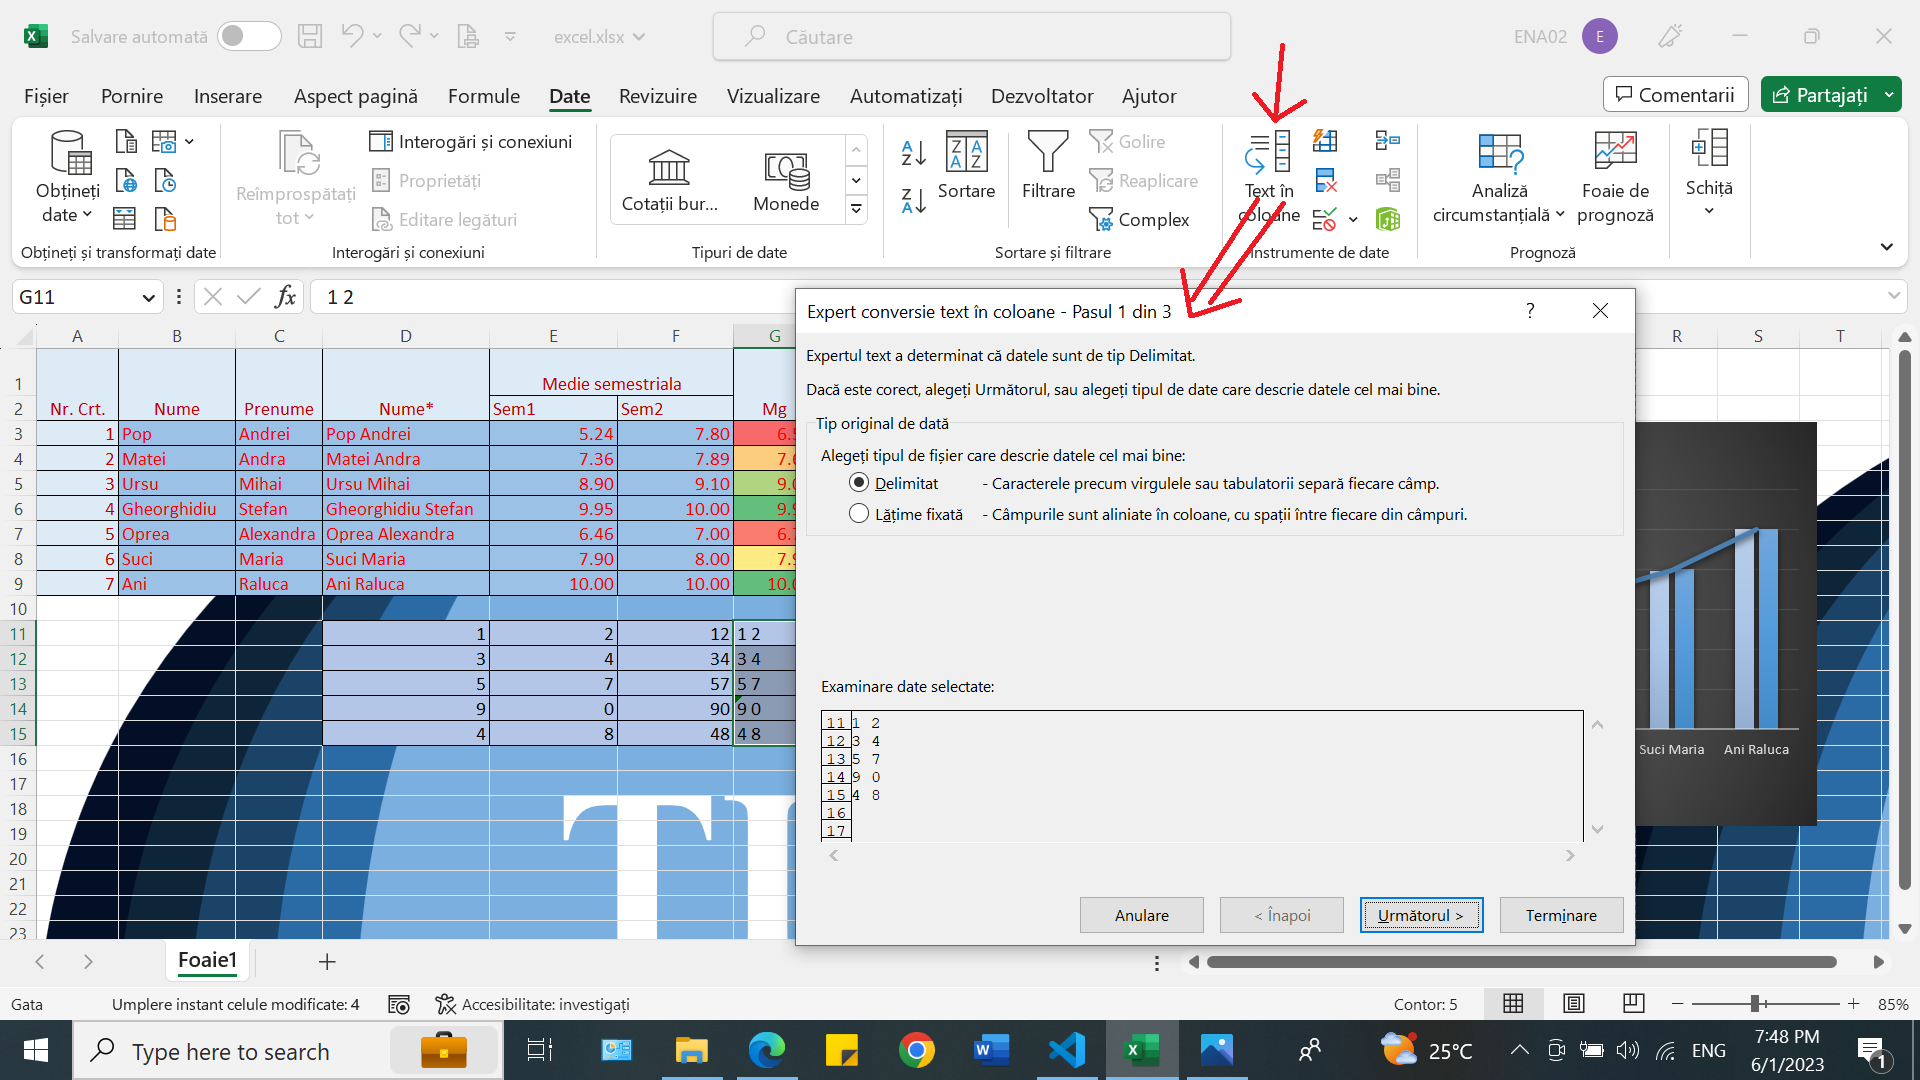 Salvare automată
excel.xlsx
Căutare
ENA02
E
Fișier
Pornire
Inserare
Aspect pagină
Formule
Date
Revizuire
Vizualizare
Automatizați
Dezvoltator
Ajutor
Comentarii
Partajați
Obțineți date
Reîmprospătați tot
Interogări și conexiuni
Proprietăți
Editare legături
Cotații bur...
Monede
Sortare
Filtrare
Golire
Reaplicare
Complex
Text în coloane
Analiză circumstanțială
Foaie de prognoză
Schiță
Obțineți și transformați date
Interogări și conexiuni
Tipuri de date
Sortare și filtrare
Instrumente de date
Prognoză
G11
fx
1 2
A B C D E F G R S T
1 Medie semestriala
2 Nr. Crt. Nume Prenume Nume* Sem1 Sem2 Mg
3 1 Pop Andrei Pop Andrei 5.24 7.80
4 2 Matei Andra Matei Andra 7.36 7.89
5 3 Ursu Mihai Ursu Mihai 8.90 9.10
6 4 Gheorghidiu Stefan Gheorghidiu Stefan 9.95 10.00
7 5 Oprea Alexandra Oprea Alexandra 6.46 7.00
8 6 Suci Maria Suci Maria 7.90 8.00
9 7 Ani Raluca Ani Raluca 10.00 10.00
10
11 1 2 12 1 2
12 3 4 34 3 4
13 5 7 57 5 7
14 9 0 90 9 0
15 4 8 48 4 8
16
17
18
19
20
21
22
23
Expert conversie text în coloane - Pasul 1 din 3
?
Expertul text a determinat că datele sunt de tip Delimitat.
Dacă este corect, alegeți Următorul, sau alegeți tipul de date care descrie datele cel mai bine.
Tip original de dată
Alegeți tipul de fișier care descrie datele cel mai bine:
Delimitat - Caracterele precum virgulele sau tabulatorii separă fiecare câmp.
Lățime fixată - Câmpurile sunt aliniate în coloane, cu spații între fiecare din câmpuri.
Examinare date selectate:
11 1 2
12 3 4
13 5 7
14 9 0
15 4 8
16
17
Anulare
< Înapoi
Următorul >
Terminare
Suci Maria Ani Raluca
Foaie1
Gata
Umplere instant celule modificate: 4
Accesibilitate: investigați
Contor: 5
85%
Type here to search
25°C
ENG
7:48 PM
6/1/2023
1